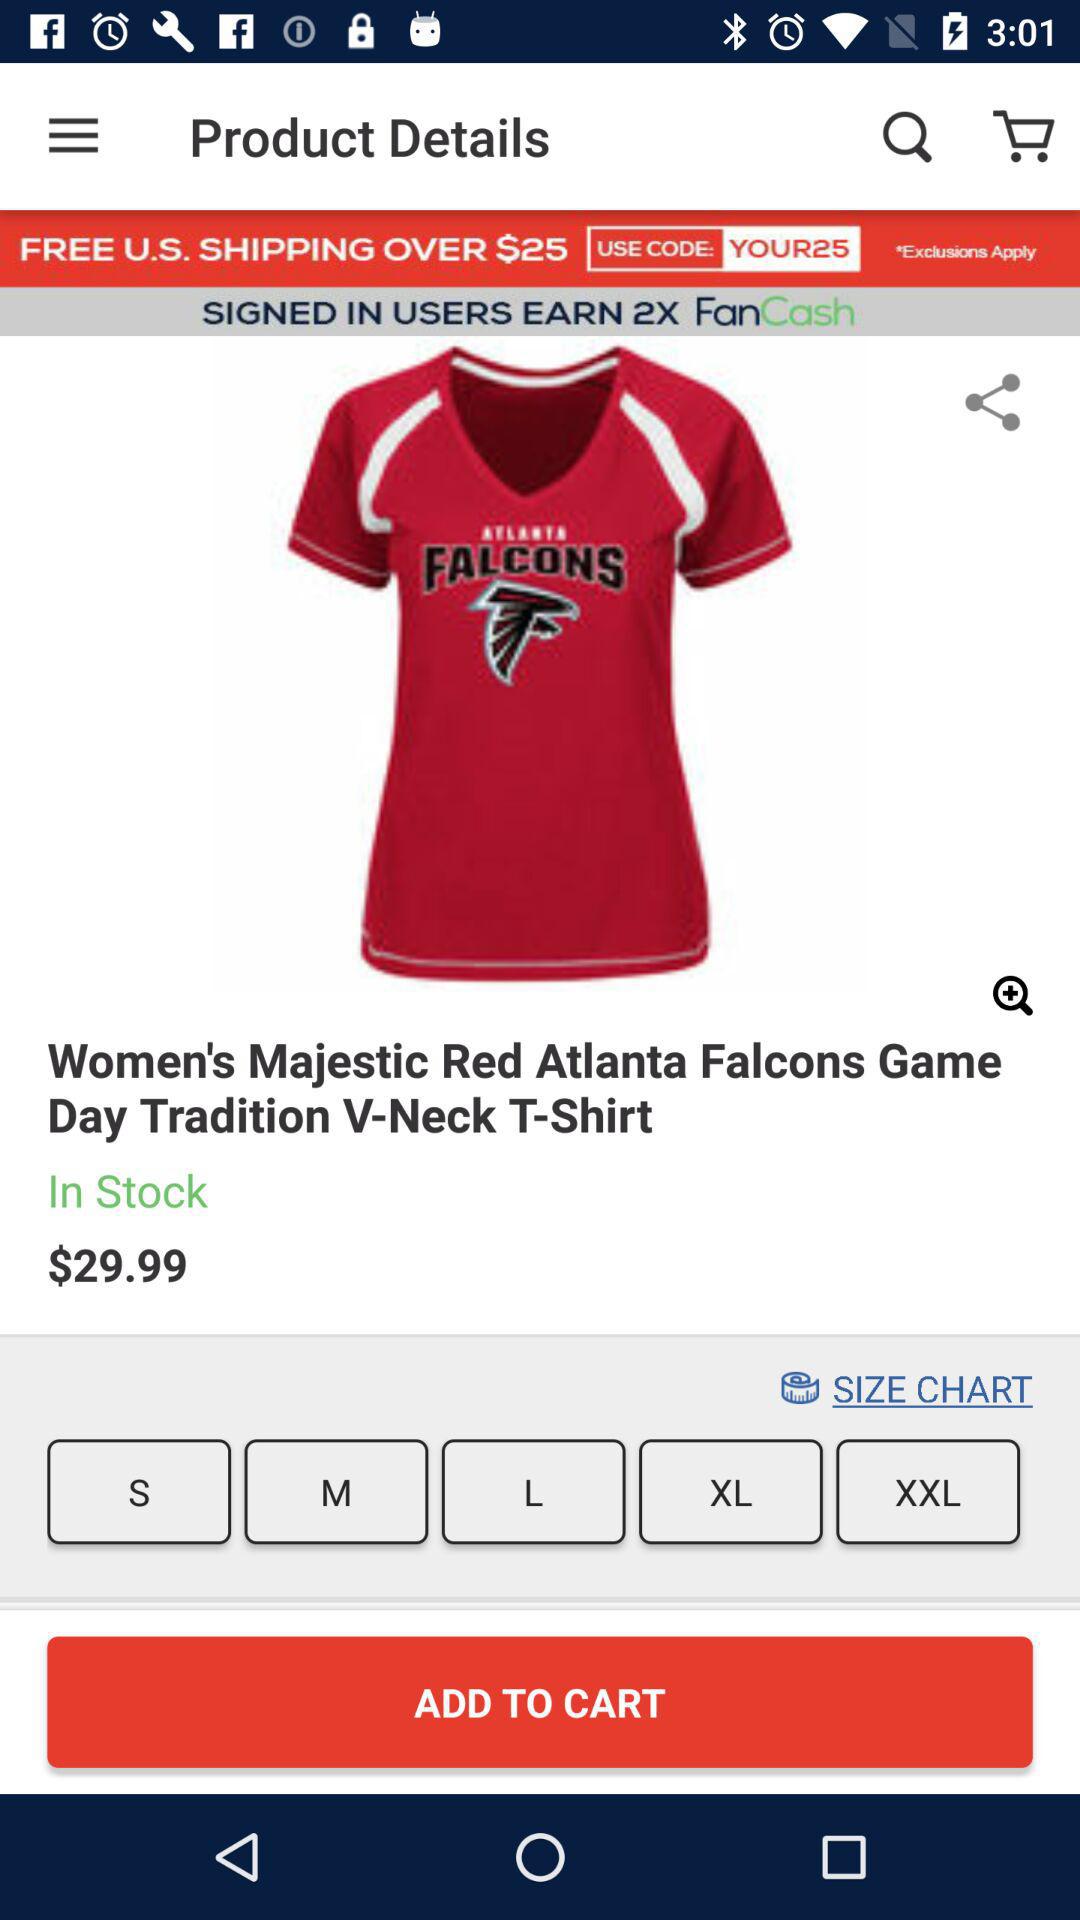 3:01
Product Details
FREE U.S. SHIPPING OVER $25 USE CODE: YOUR25 *Exclusions Apply
SIGNED IN USERS EARN 2X FanCash
ATLANTA
FALCONS
Women's Majestic Red Atlanta Falcons Game
Day Tradition V-Neck T-Shirt
In Stock
$29.99
SIZE CHART
S M L XL XXL
ADD TO CART